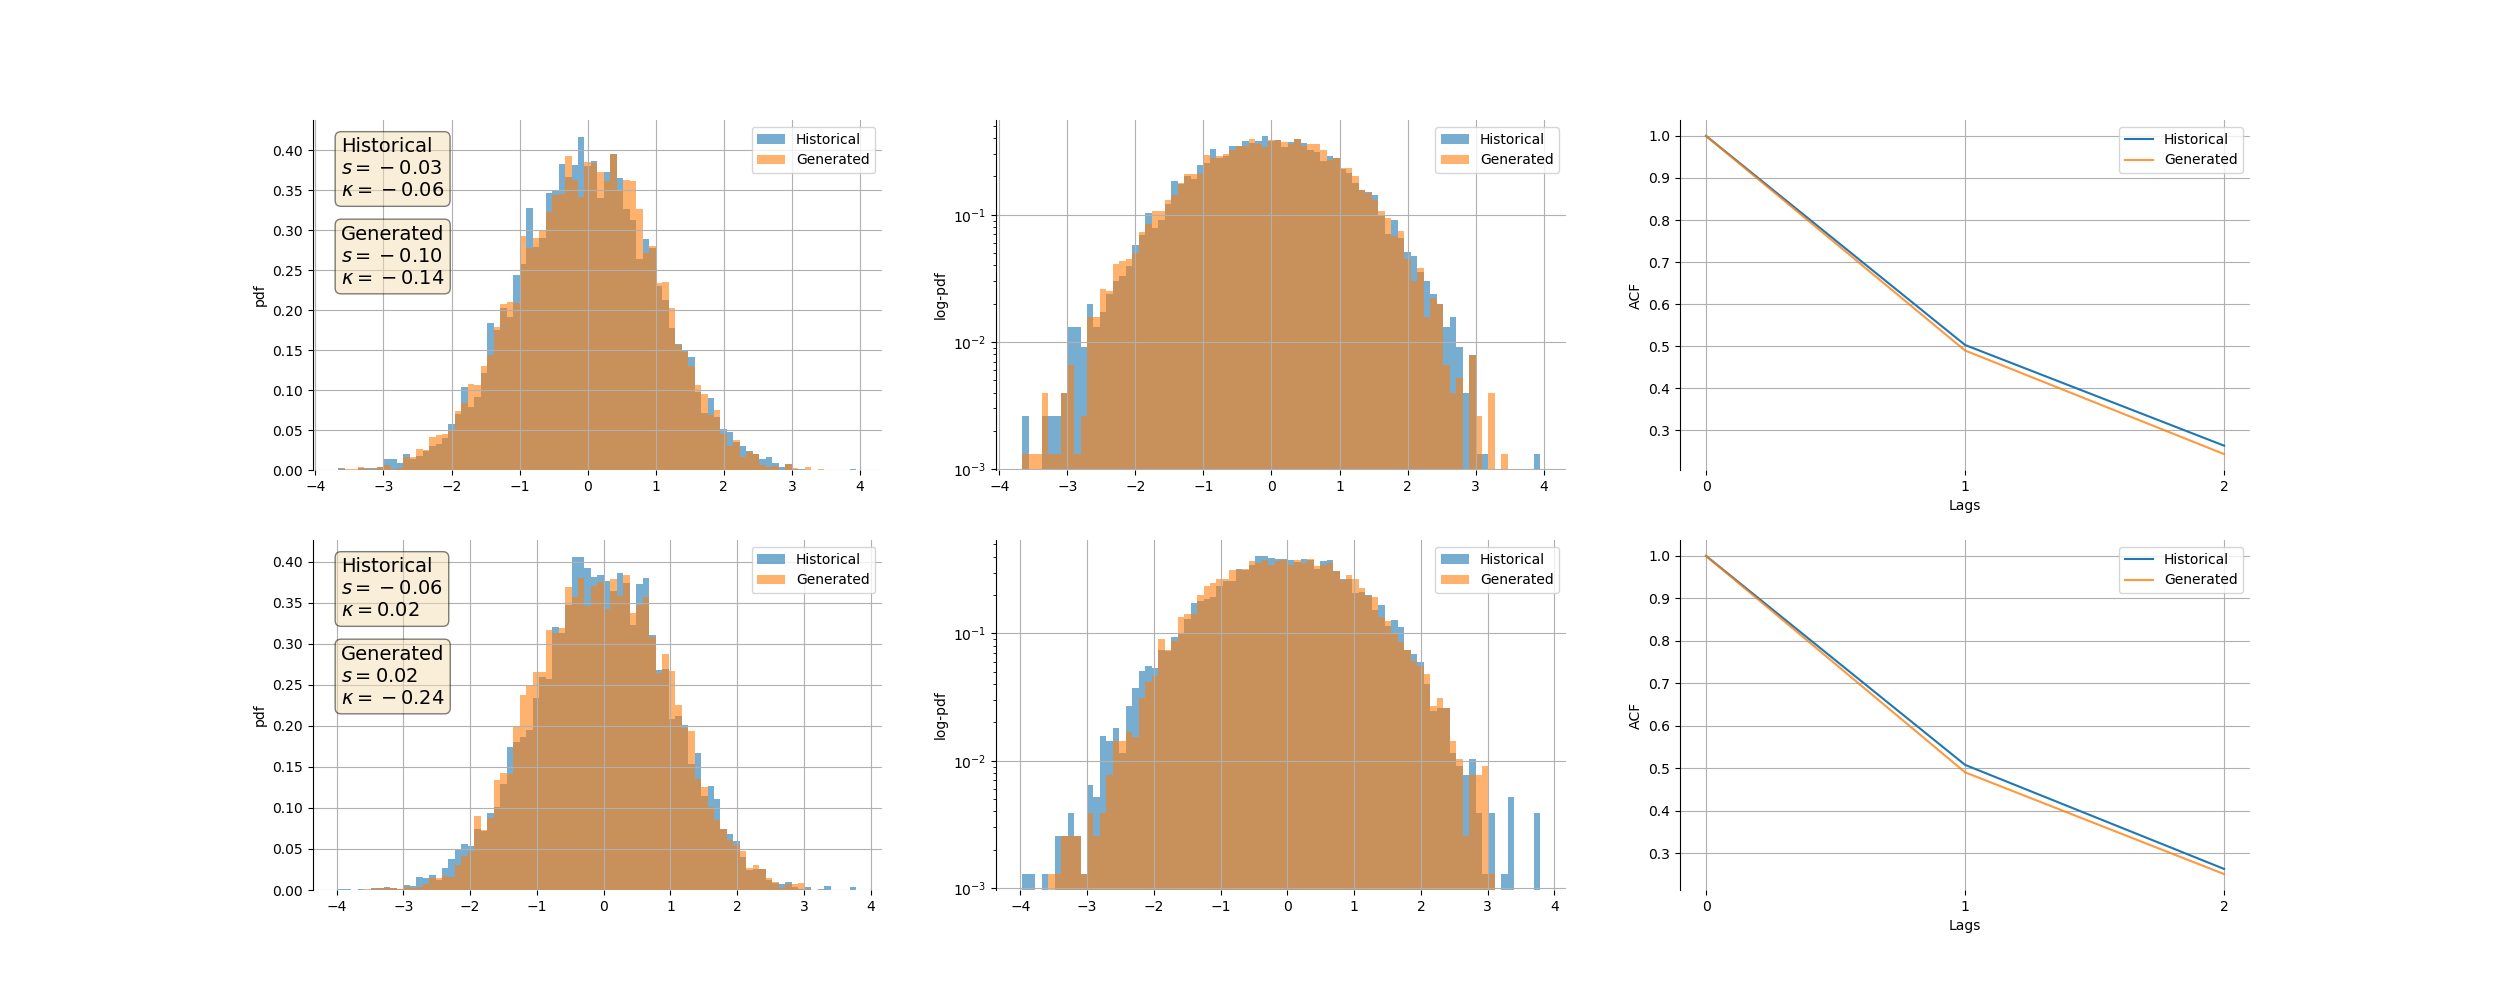 Historical
s = −0.03
κ = −0.06
Generated
s = −0.10
κ = −0.14
Historical
Generated
pdf
0.40
0.35
0.30
0.25
0.20
0.15
0.10
0.05
0.00
−4 −3 −2 −1 0 1 2 3 4
Historical
Generated
log-pdf
10⁻¹
10⁻²
10⁻³
−4 −3 −2 −1 0 1 2 3 4
Historical
Generated
ACF
1.0
0.9
0.8
0.7
0.6
0.5
0.4
0.3
0 1 2
Lags
Historical
s = −0.06
κ = 0.02
Generated
s = 0.02
κ = −0.24
Historical
Generated
pdf
0.40
0.35
0.30
0.25
0.20
0.15
0.10
0.05
0.00
−4 −3 −2 −1 0 1 2 3 4
Historical
Generated
log-pdf
10⁻¹
10⁻²
10⁻³
−4 −3 −2 −1 0 1 2 3 4
Historical
Generated
ACF
1.0
0.9
0.8
0.7
0.6
0.5
0.4
0.3
0 1 2
Lags